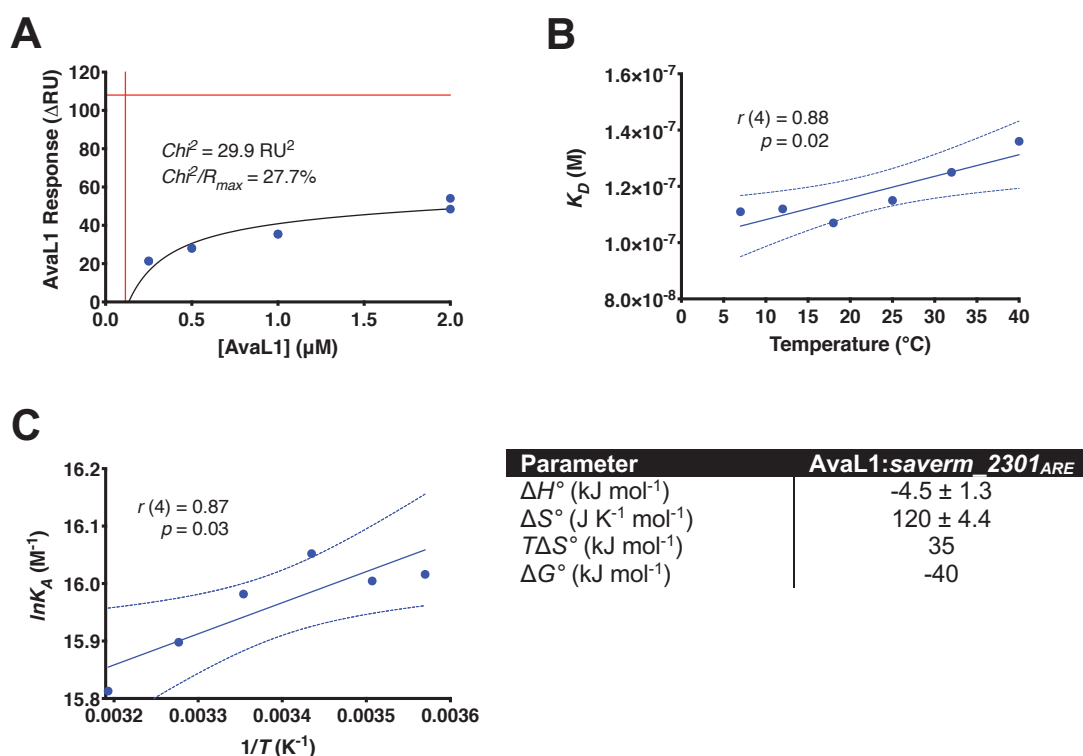 A
AvaL1 Response (ΔRU)
120
100
80
60
40
20
0
Chi² = 29.9 RU²
Chi²/Rmax = 27.7%
0.0 0.5 1.0 1.5 2.0
[AvaL1] (µM)
B
KD (M)
1.6×10⁻⁷
1.4×10⁻⁷
1.2×10⁻⁷
1.0×10⁻⁷
8.0×10⁻⁸
r (4) = 0.88
p = 0.02
0 5 10 15 20 25 30 35 40
Temperature (°C)
C
lnKA (M⁻¹)
16.2
16.1
16.0
15.9
15.8
r (4) = 0.87
p = 0.03
0.0032 0.0033 0.0034 0.0035 0.0036
1/T (K⁻¹)
Parameter AvaL1:saverm_2301ARE
ΔH° (kJ mol⁻¹) -4.5 ± 1.3
ΔS° (J K⁻¹ mol⁻¹) 120 ± 4.4
TΔS° (kJ mol⁻¹) 35
ΔG° (kJ mol⁻¹) -40